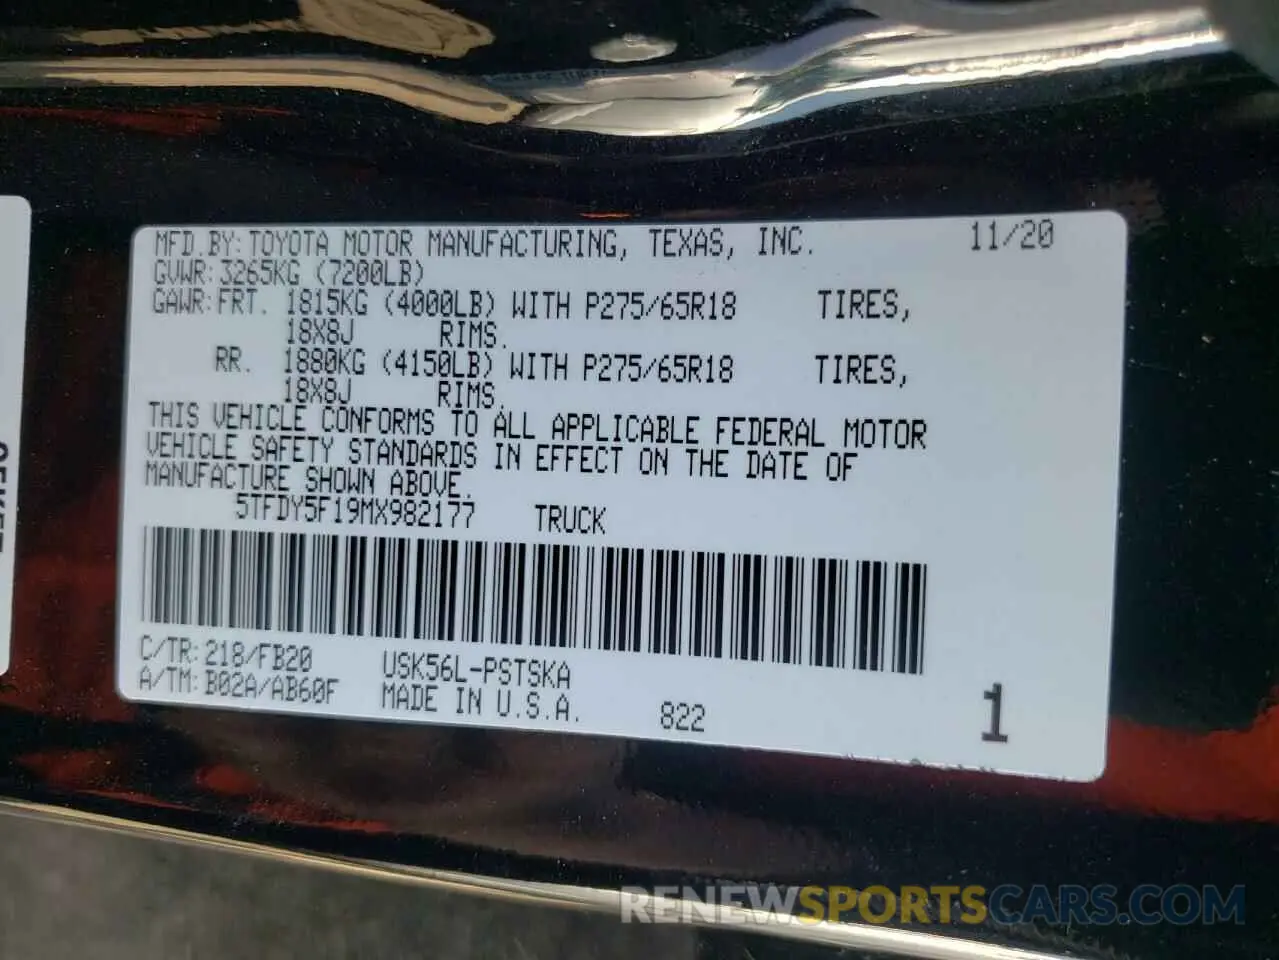 MFD.BY: TOYOTA MOTOR MANUFACTURING, TEXAS, INC. 11/20
GVWR: 3265KG (7200LB)
GAWR: FRT. 1815KG (4000LB) WITH P275/65R18 TIRES,
18X8J RIMS.
RR. 1880KG (4150LB) WITH P275/65R18 TIRES,
18X8J RIMS.
THIS VEHICLE CONFORMS TO ALL APPLICABLE FEDERAL MOTOR
VEHICLE SAFETY STANDARDS IN EFFECT ON THE DATE OF
MANUFACTURE SHOWN ABOVE.
5TFDY5F19MX982177 TRUCK
C/TR: 218/FB20 USK56L-PSTSKA
A/TM: B02A/AB60F MADE IN U.S.A. 822
1
RENEWSPORTSCARS.COM